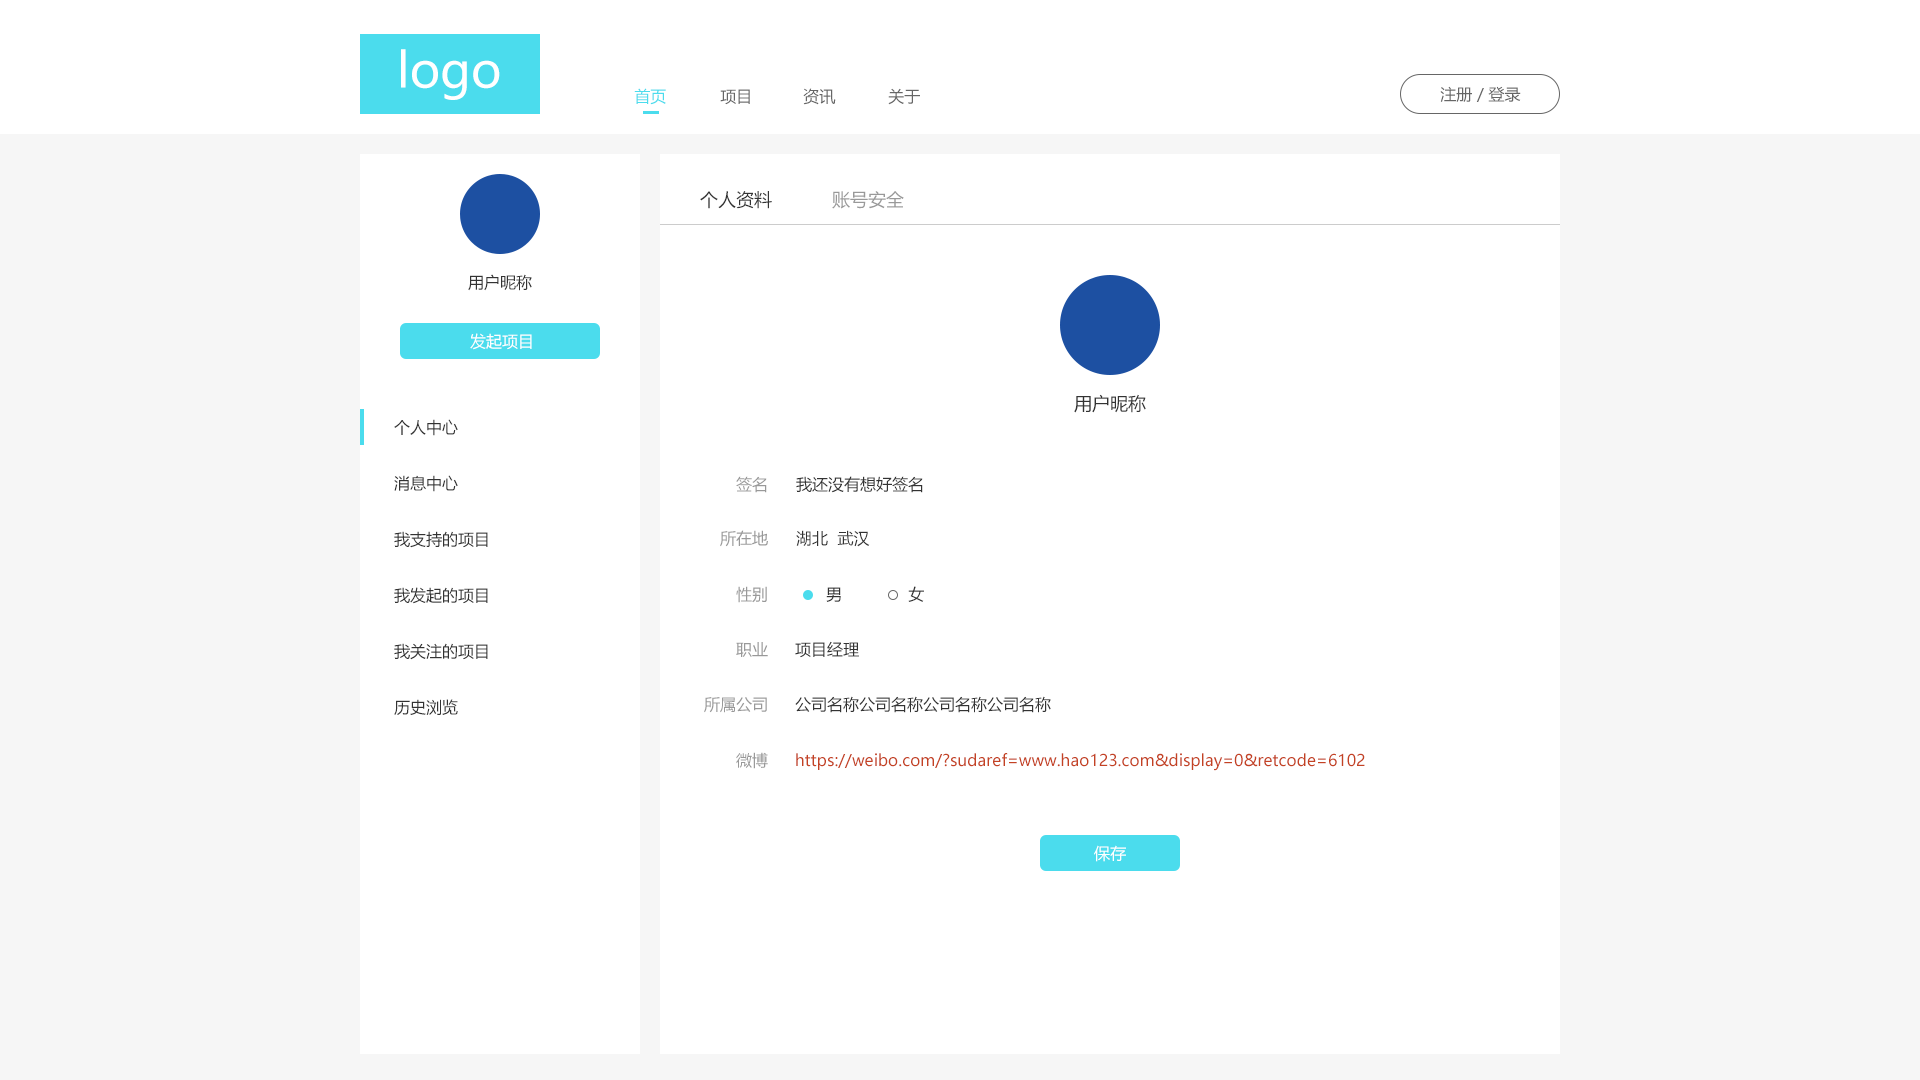 logo
首页 项目 资讯 关于
注册 / 登录
用户昵称
发起项目
个人中心
消息中心
我支持的项目
我发起的项目
我关注的项目
历史浏览
个人资料 账号安全
用户昵称
签名 我还没有想好签名
所在地 湖北 武汉
性别 男 女
职业 项目经理
所属公司 公司名称公司名称公司名称公司名称
微博 https://weibo.com/?sudaref=www.hao123.com&display=0&retcode=6102
保存